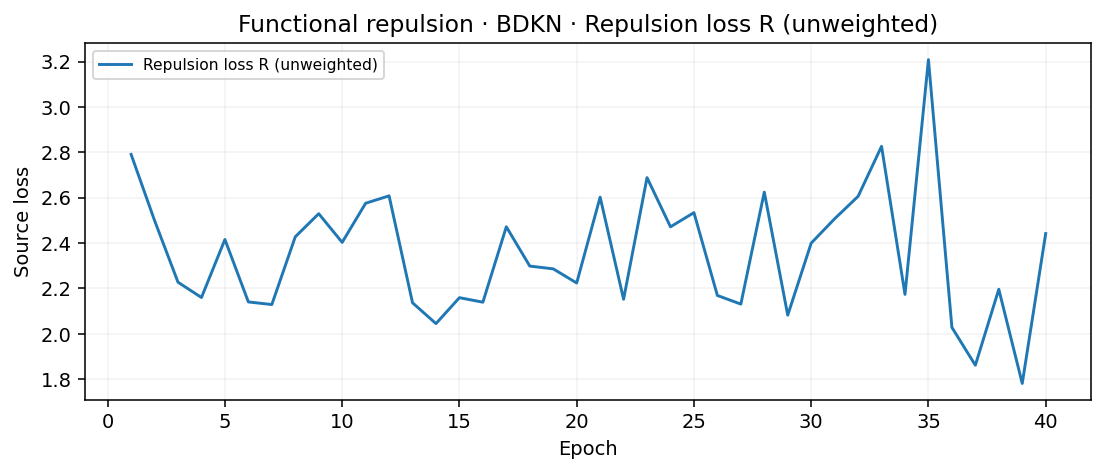 Functional repulsion · BDKN · Repulsion loss R (unweighted)
Repulsion loss R (unweighted)
Source loss
3.2
3.0
2.8
2.6
2.4
2.2
2.0
1.8
0 5 10 15 20 25 30 35 40
Epoch